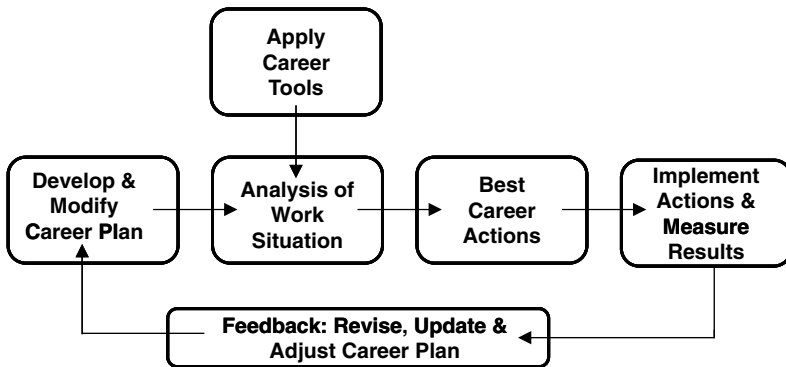 Apply
Career
Tools
Develop &
Modify
Career Plan
Analysis of
Work
Situation
Best
Career
Actions
Implement
Actions &
Measure
Results
Feedback: Revise, Update &
Adjust Career Plan